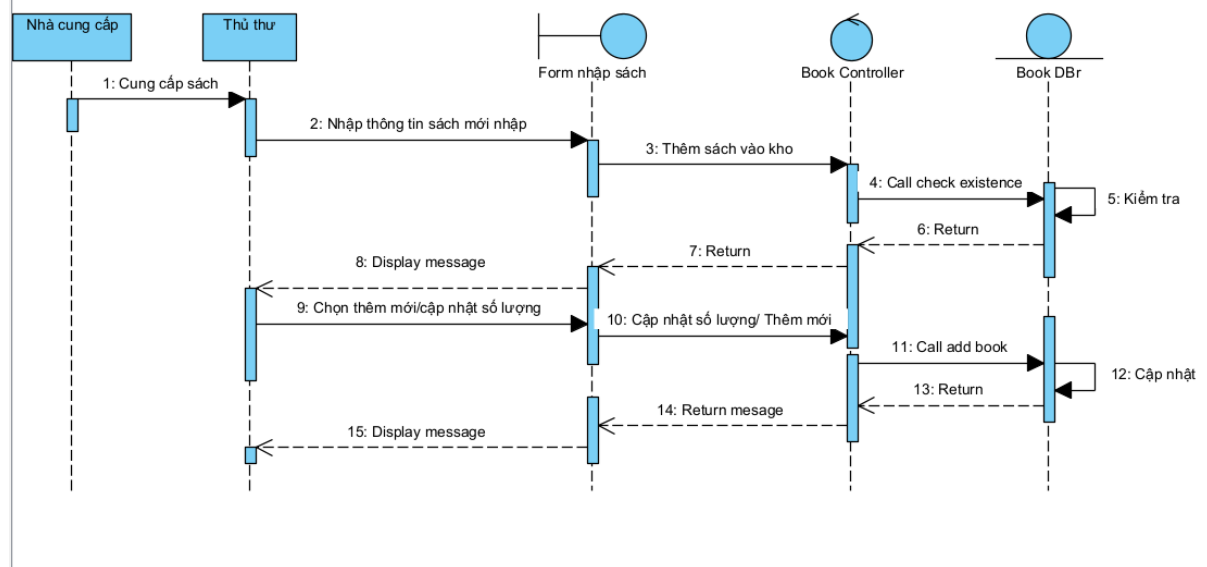 Nhà cung cấp
Thủ thư
Form nhập sách
Book Controller
Book DBr
1: Cung cấp sách
2: Nhập thông tin sách mới nhập
3: Thêm sách vào kho
4: Call check existence
5: Kiểm tra
6: Return
7: Return
8: Display message
9: Chọn thêm mới/cập nhật số lượng
10: Cập nhật số lượng/ Thêm mới
11: Call add book
12: Cập nhật
13: Return
14: Return mesage
15: Display message